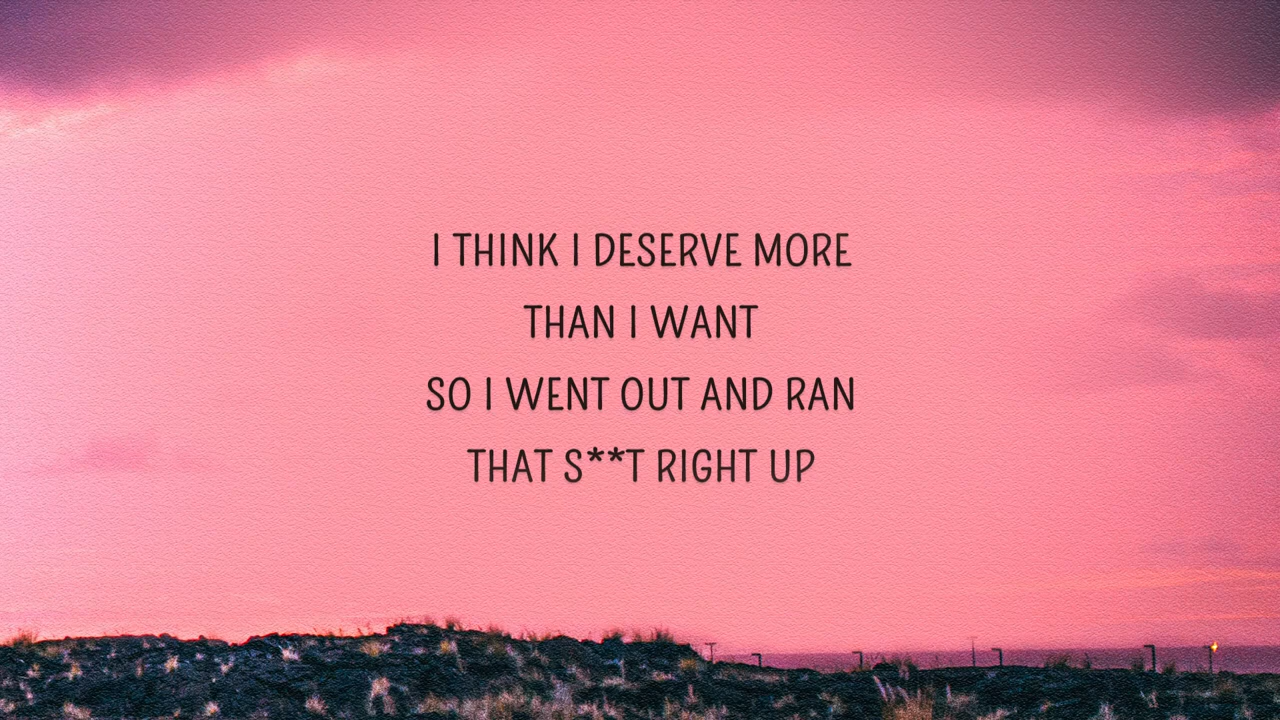 I THINK I DESERVE MORE
THAN I WANT
SO I WENT OUT AND RAN
THAT S**T RIGHT UP